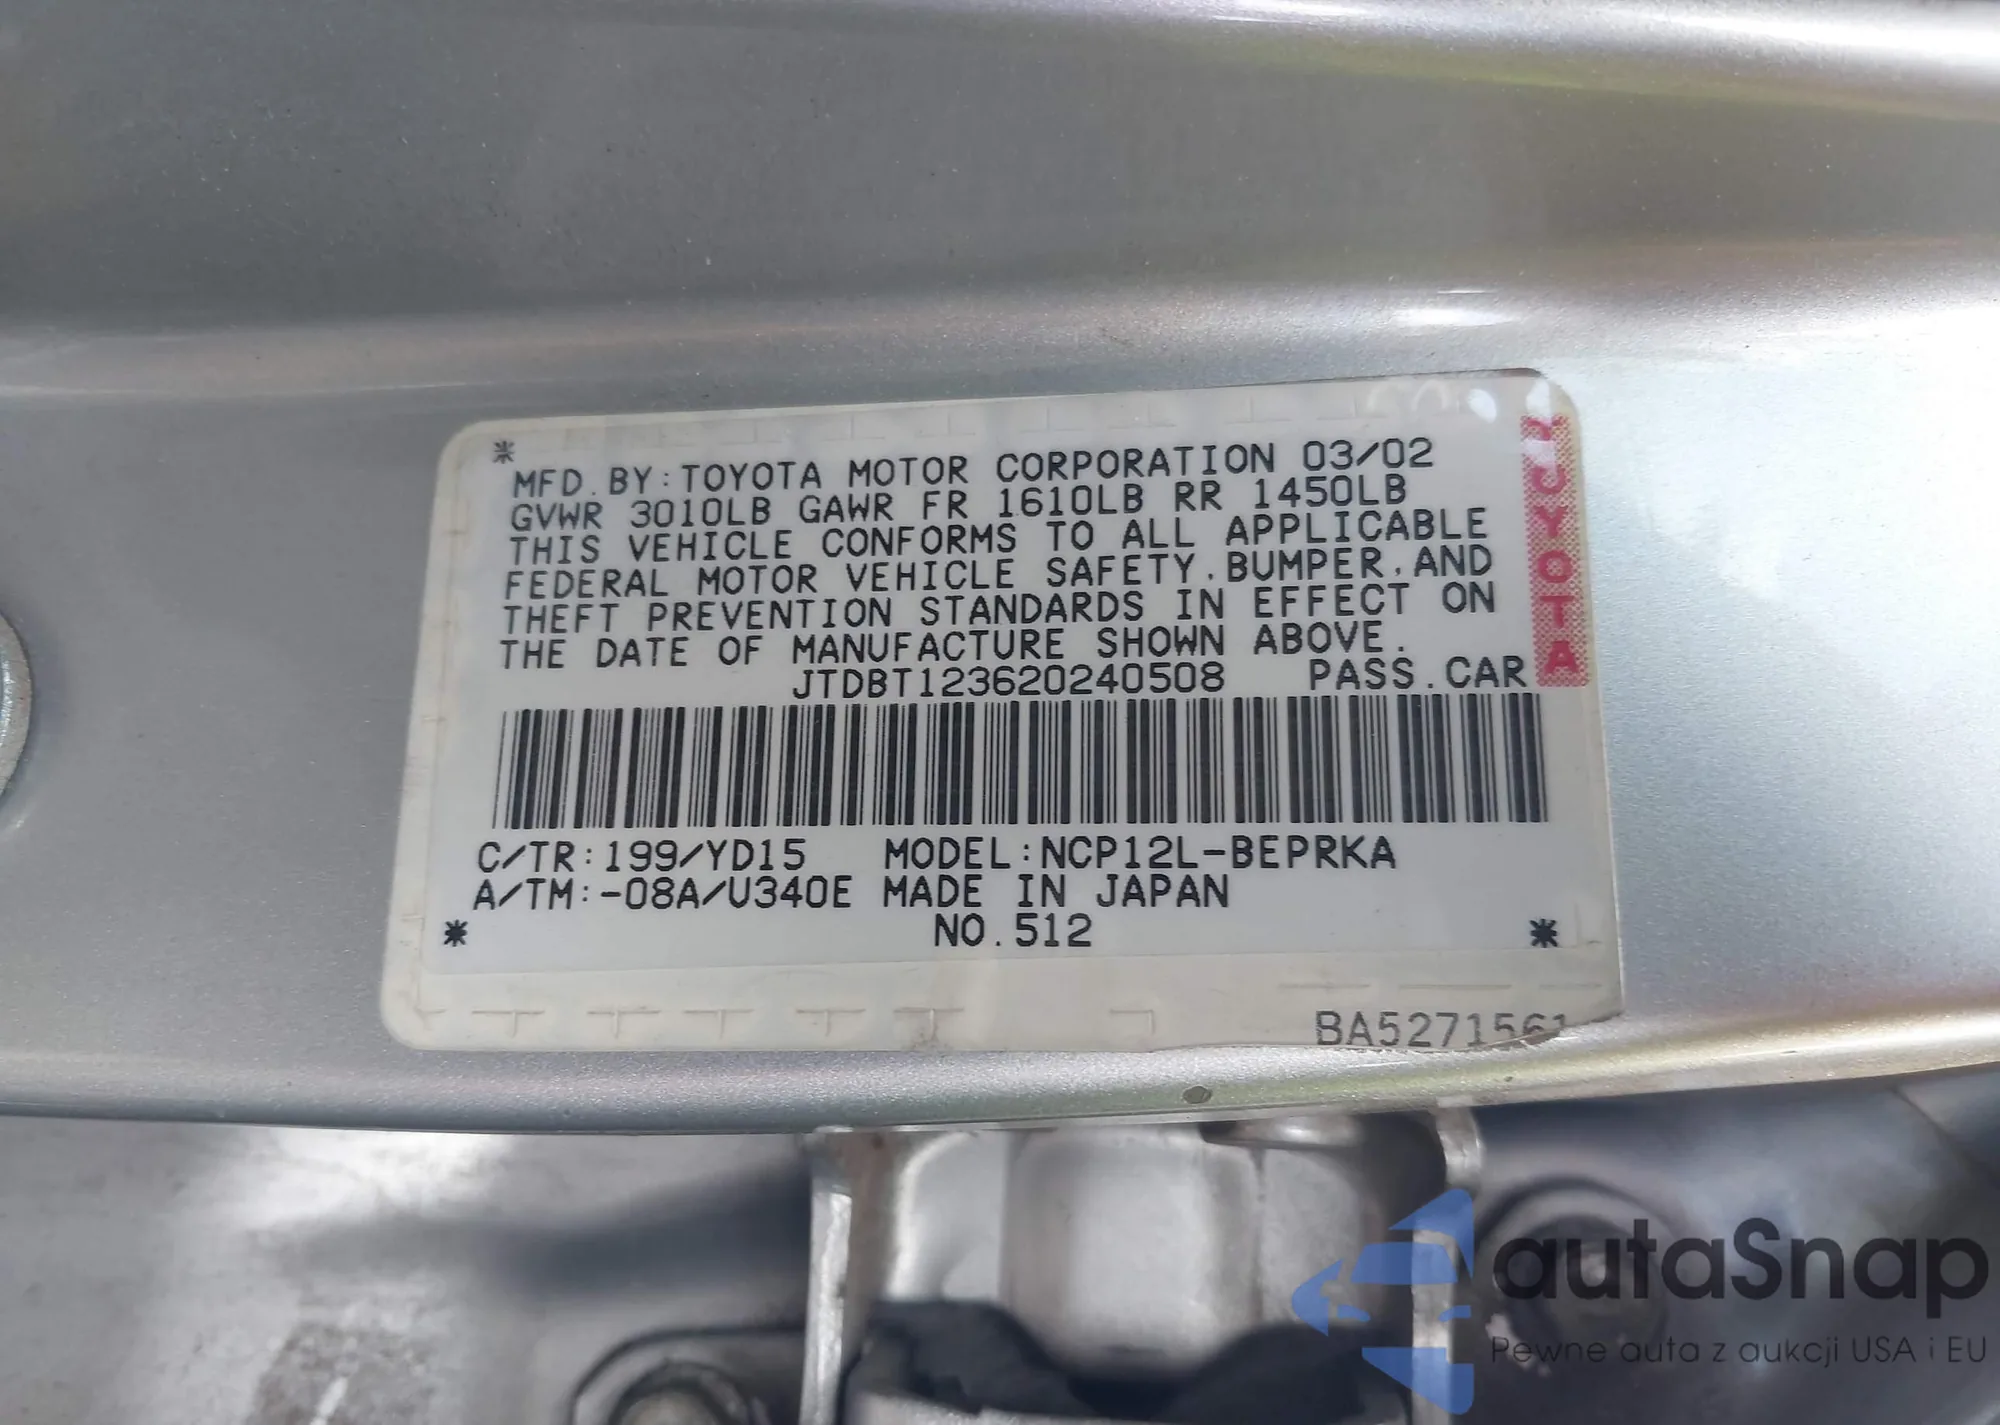 MFD. BY: TOYOTA MOTOR CORPORATION 03/02
GVWR 3010LB GAWR FR 1610LB RR 1450LB
THIS VEHICLE CONFORMS TO ALL APPLICABLE
FEDERAL MOTOR VEHICLE SAFETY, BUMPER, AND
THEFT PREVENTION STANDARDS IN EFFECT ON
THE DATE OF MANUFACTURE SHOWN ABOVE.
JTDBT123620240508 PASS. CAR
C/TR: 199/YD15 MODEL: NCP12L-BEPRKA
A/TM: -08A/U340E MADE IN JAPAN
NO. 512
TOYOTA
BA5271561
autaSnap
Pewne auta z aukcji USA i EU